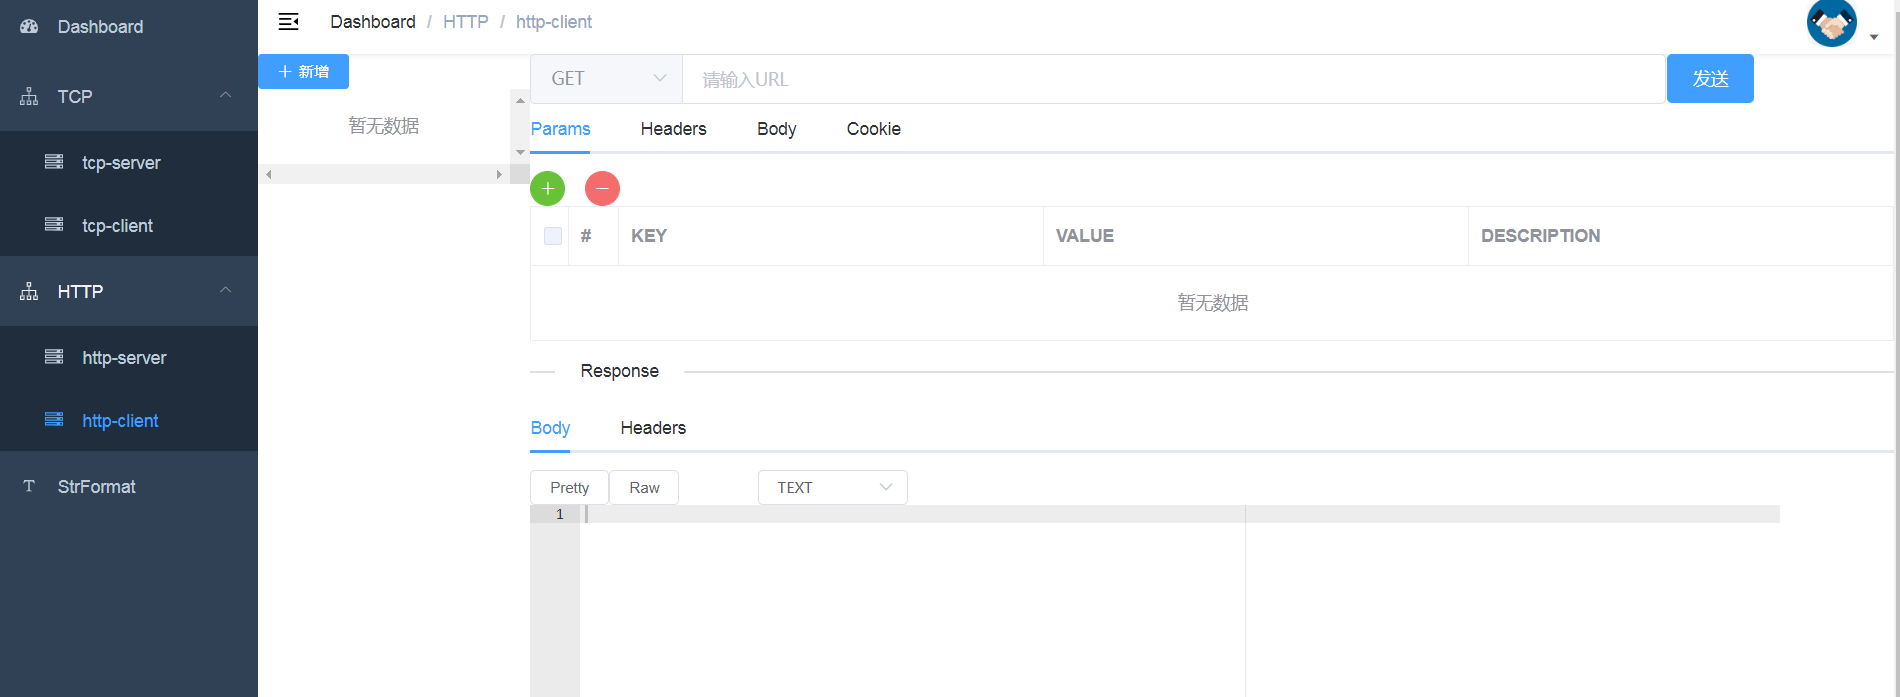 Dashboard
TCP
tcp-server
tcp-client
HTTP
http-server
http-client
StrFormat
Dashboard / HTTP / http-client
新增
暂无数据
GET 请输入URL 发送
Params Headers Body Cookie
# KEY VALUE DESCRIPTION
暂无数据
Response
Body Headers
Pretty Raw TEXT
1